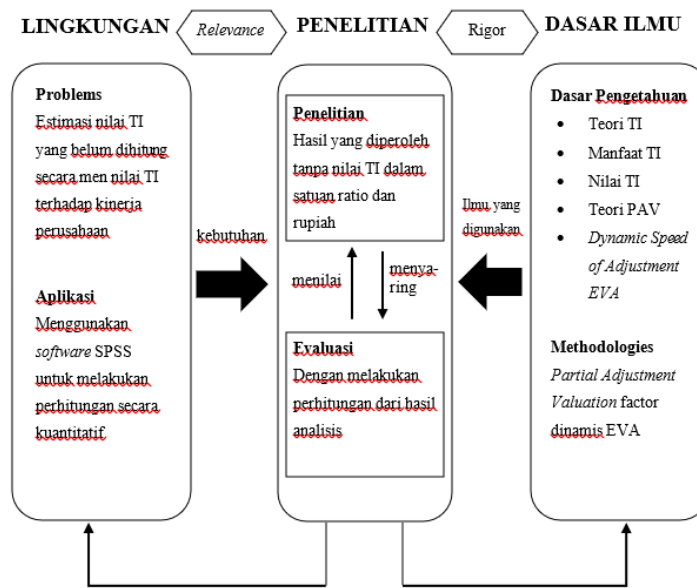 LINGKUNGAN
Relevance
PENELITIAN
Rigor
DASAR ILMU
Problems
Estimasi nilai TI
yang belum dihitung
secara men nilai TI
terhadap kinerja
perusahaan
Aplikasi
Menggunakan
software SPSS
untuk melakukan
perhitungan secara
kuantitatif.
kebutuhan
Penelitian
Hasil yang diperoleh
tanpa nilai TI dalam
satuan ratio dan
rupiah
menilai
menya-
ring
Evaluasi
Dengan melakukan
perhitungan dari hasil
analisis
Ilmu yang
digunakan
Dasar Pengetahuan
• Teori TI
• Manfaat TI
• Nilai TI
• Teori PAV
• Dynamic Speed
of Adjustment
EVA
Methodologies
Partial Adjustment
Valuation factor
dinamis EVA